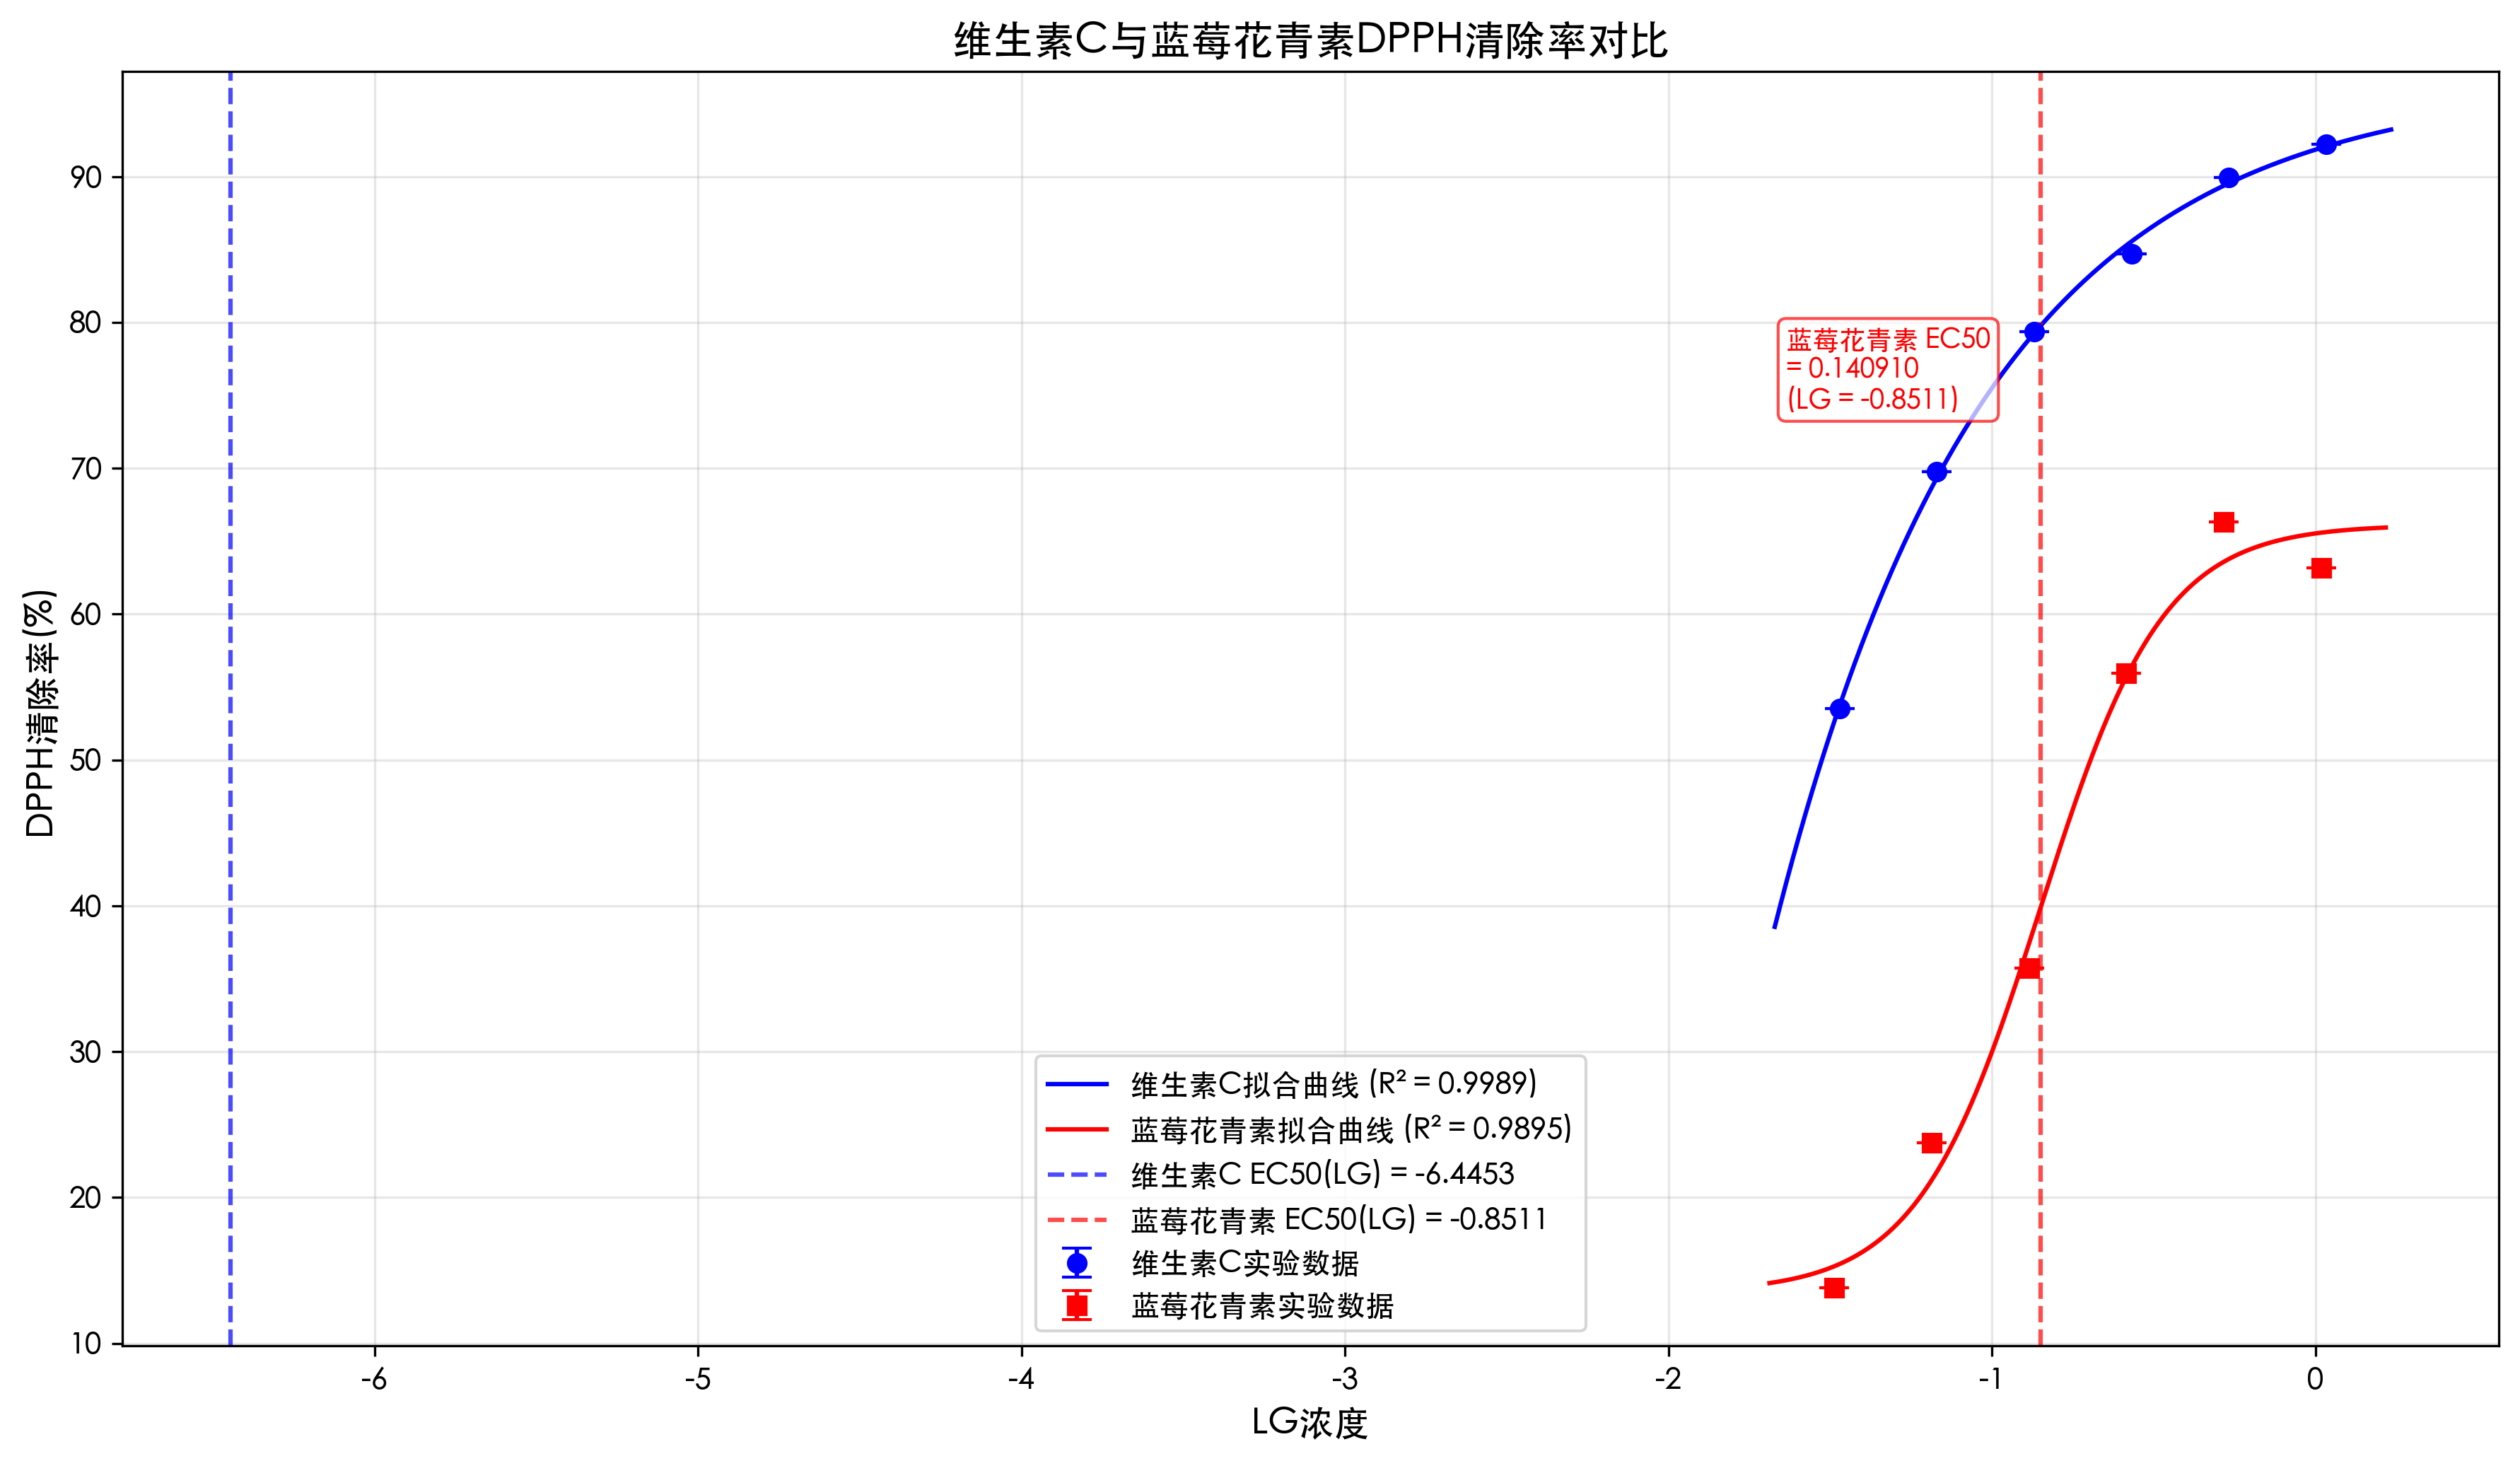 维生素C与蓝莓花青素DPPH清除率对比
DPPH清除率(%)
90
80
70
60
50
40
30
20
10
蓝莓花青素 EC50
= 0.140910
(LG = -0.8511)
维生素C拟合曲线 (R² = 0.9989)
蓝莓花青素拟合曲线 (R² = 0.9895)
维生素C EC50(LG) = -6.4453
蓝莓花青素 EC50(LG) = -0.8511
维生素C实验数据
蓝莓花青素实验数据
-6 -5 -4 -3 -2 -1 0
LG浓度